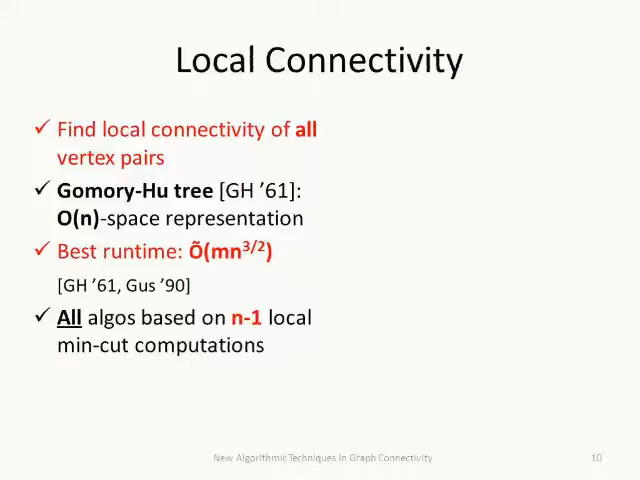 Local Connectivity
✓ Find local connectivity of all
vertex pairs
✓ Gomory-Hu tree [GH ’61]:
O(n)-space representation
✓ Best runtime: Õ(mn^3/2)
[GH ’61, Gus ’90]
✓ All algos based on n-1 local
min-cut computations
New Algorithmic Techniques in Graph Connectivity 10